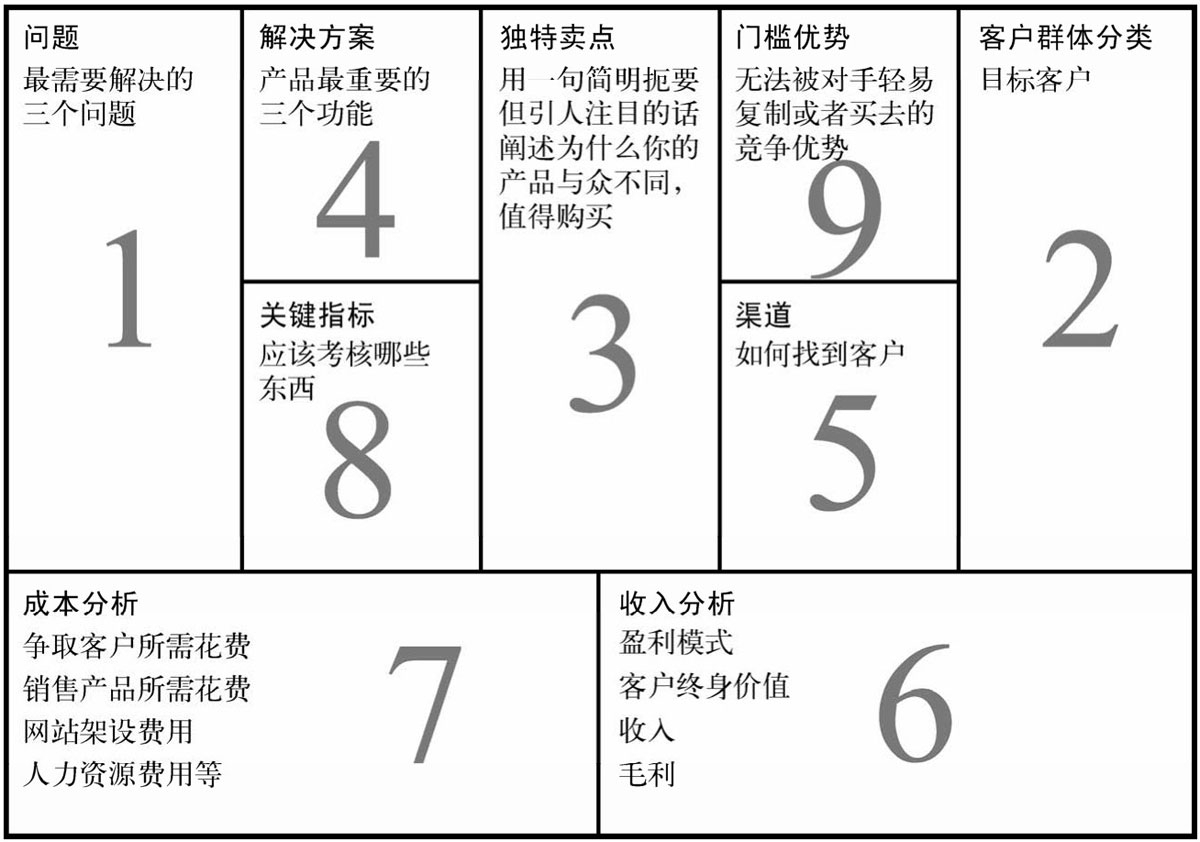 问题
最需要解决的
三个问题
1
解决方案
产品最重要的
三个功能
4
关键指标
应该考核哪些
东西
8
独特卖点
用一句简明扼要
但引人注目的话
阐述为什么你的
产品与众不同，
值得购买
3
门槛优势
无法被对手轻易
复制或者买去的
竞争优势
9
渠道
如何找到客户
5
客户群体分类
目标客户
2
成本分析
争取客户所需花费
销售产品所需花费
网站架设费用
人力资源费用等
7
收入分析
盈利模式
客户终身价值
收入
毛利
6